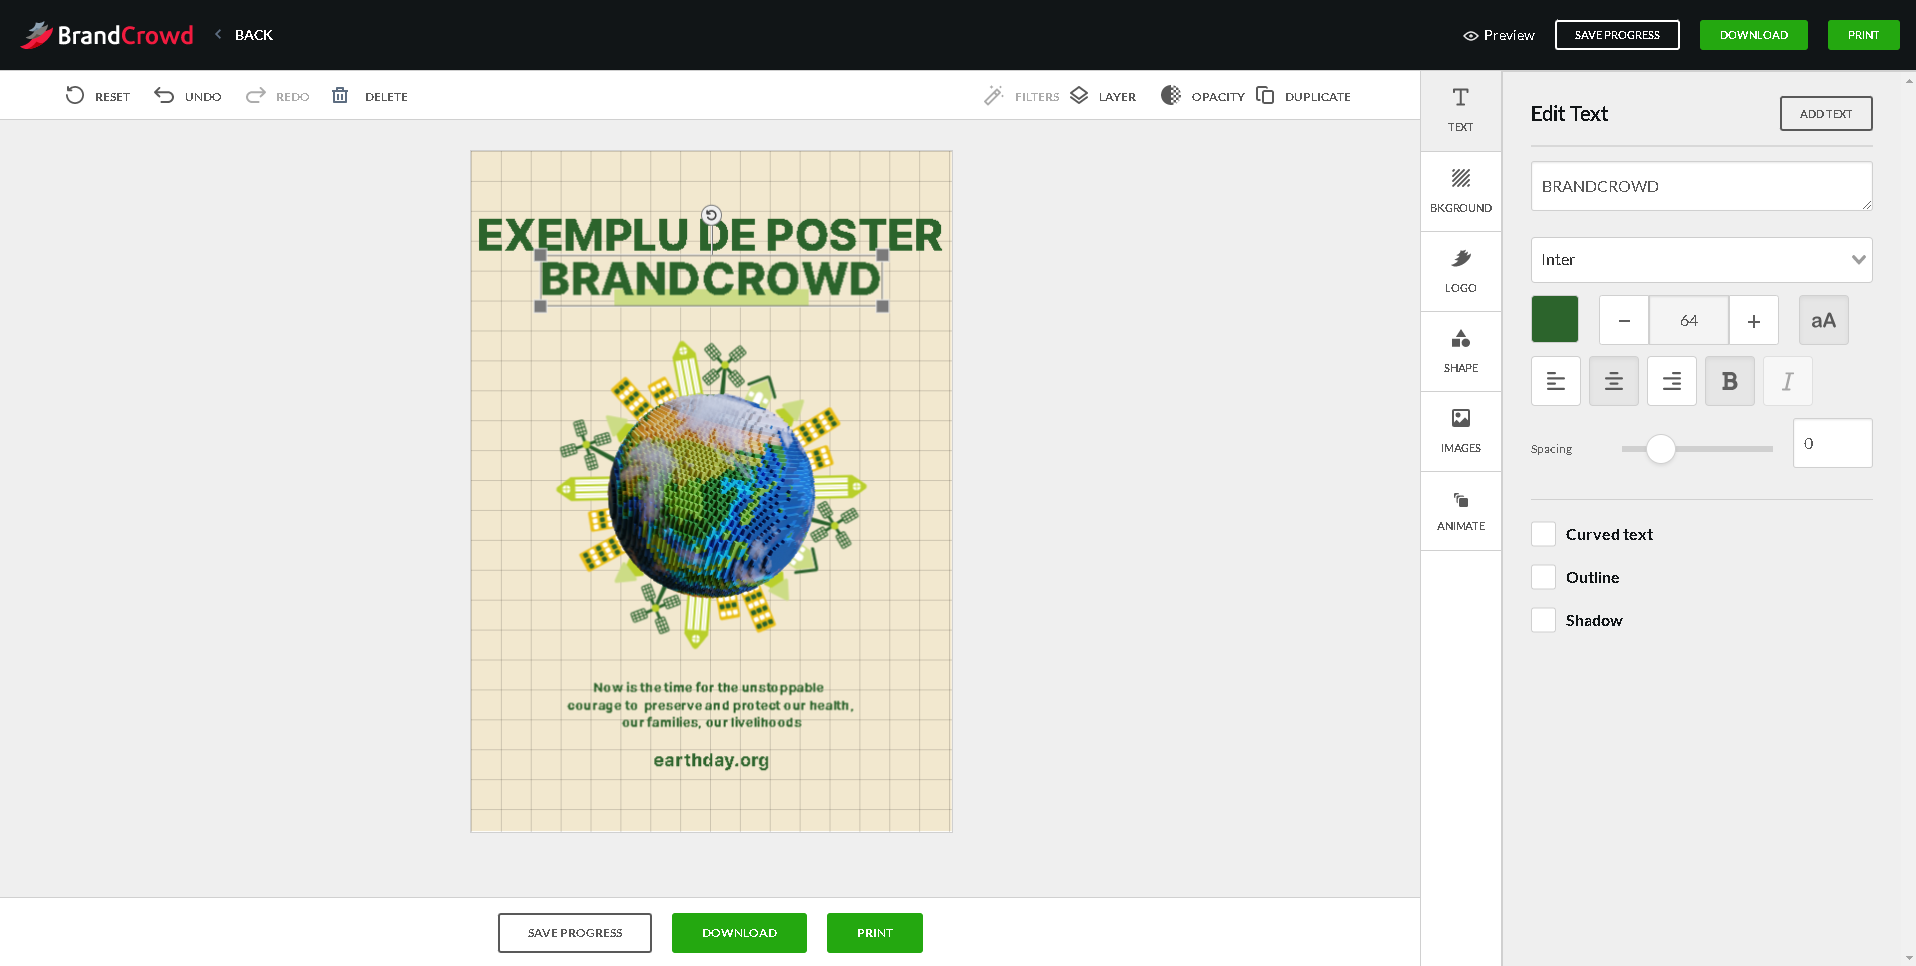 BrandCrowd
BACK
Preview
SAVE PROGRESS
DOWNLOAD
PRINT
RESET
UNDO
REDO
DELETE
FILTERS
LAYER
OPACITY
DUPLICATE
TEXT
BKGROUND
LOGO
SHAPE
IMAGES
ANIMATE
Edit Text
ADD TEXT
BRANDCROWD
Inter
64
aA
B
I
Spacing
0
Curved text
Outline
Shadow
EXEMPLU DE POSTER
BRANDCROWD
Now is the time for the unstoppable
courage to preserve and protect our health,
our families, our livelihoods
earthday.org
SAVE PROGRESS
DOWNLOAD
PRINT